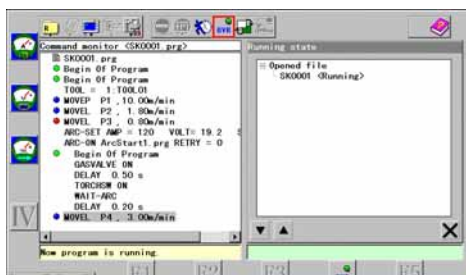 OVR
Command monitor <SK0001.prg>
SK0001.prg
Begin Of Program
Begin Of Program
TOOL = 1:TOOL01
MOVEP P1 ,10.00m/min
MOVEL P2 , 1.80m/min
MOVEL P3 , 0.80m/min
ARC-SET AMP = 120 VOLT= 19.2 S
ARC-ON ArcStart1.prg RETRY = 0
Begin Of Program
GASVALVE ON
DELAY 0.50 s
TORCHSW ON
WAIT-ARC
DELAY 0.20 s
MOVEL P4 , 3.00m/min
Now program is running.
Running state
Opened file
SK0001 <Running>
IV
F1
F2
F3
F5